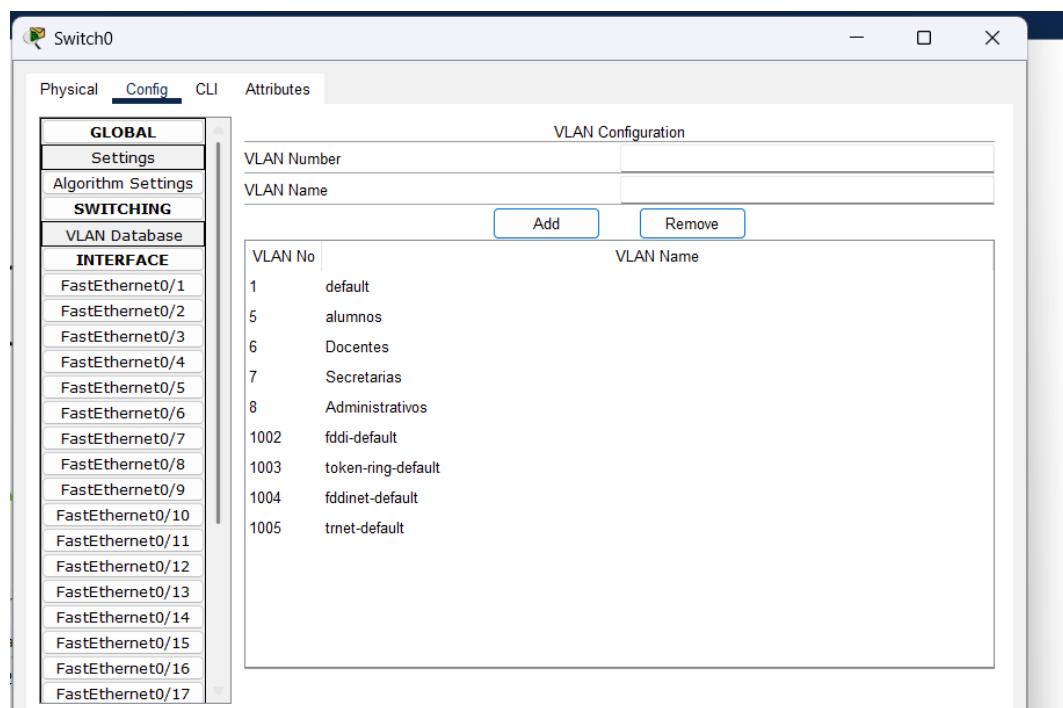 Switch0
Physical Config CLI Attributes
GLOBAL
Settings
Algorithm Settings
SWITCHING
VLAN Database
INTERFACE
FastEthernet0/1
FastEthernet0/2
FastEthernet0/3
FastEthernet0/4
FastEthernet0/5
FastEthernet0/6
FastEthernet0/7
FastEthernet0/8
FastEthernet0/9
FastEthernet0/10
FastEthernet0/11
FastEthernet0/12
FastEthernet0/13
FastEthernet0/14
FastEthernet0/15
FastEthernet0/16
FastEthernet0/17
VLAN Configuration
VLAN Number
VLAN Name
Add Remove
VLAN No VLAN Name
1 default
5 alumnos
6 Docentes
7 Secretarias
8 Administrativos
1002 fddi-default
1003 token-ring-default
1004 fddinet-default
1005 trnet-default